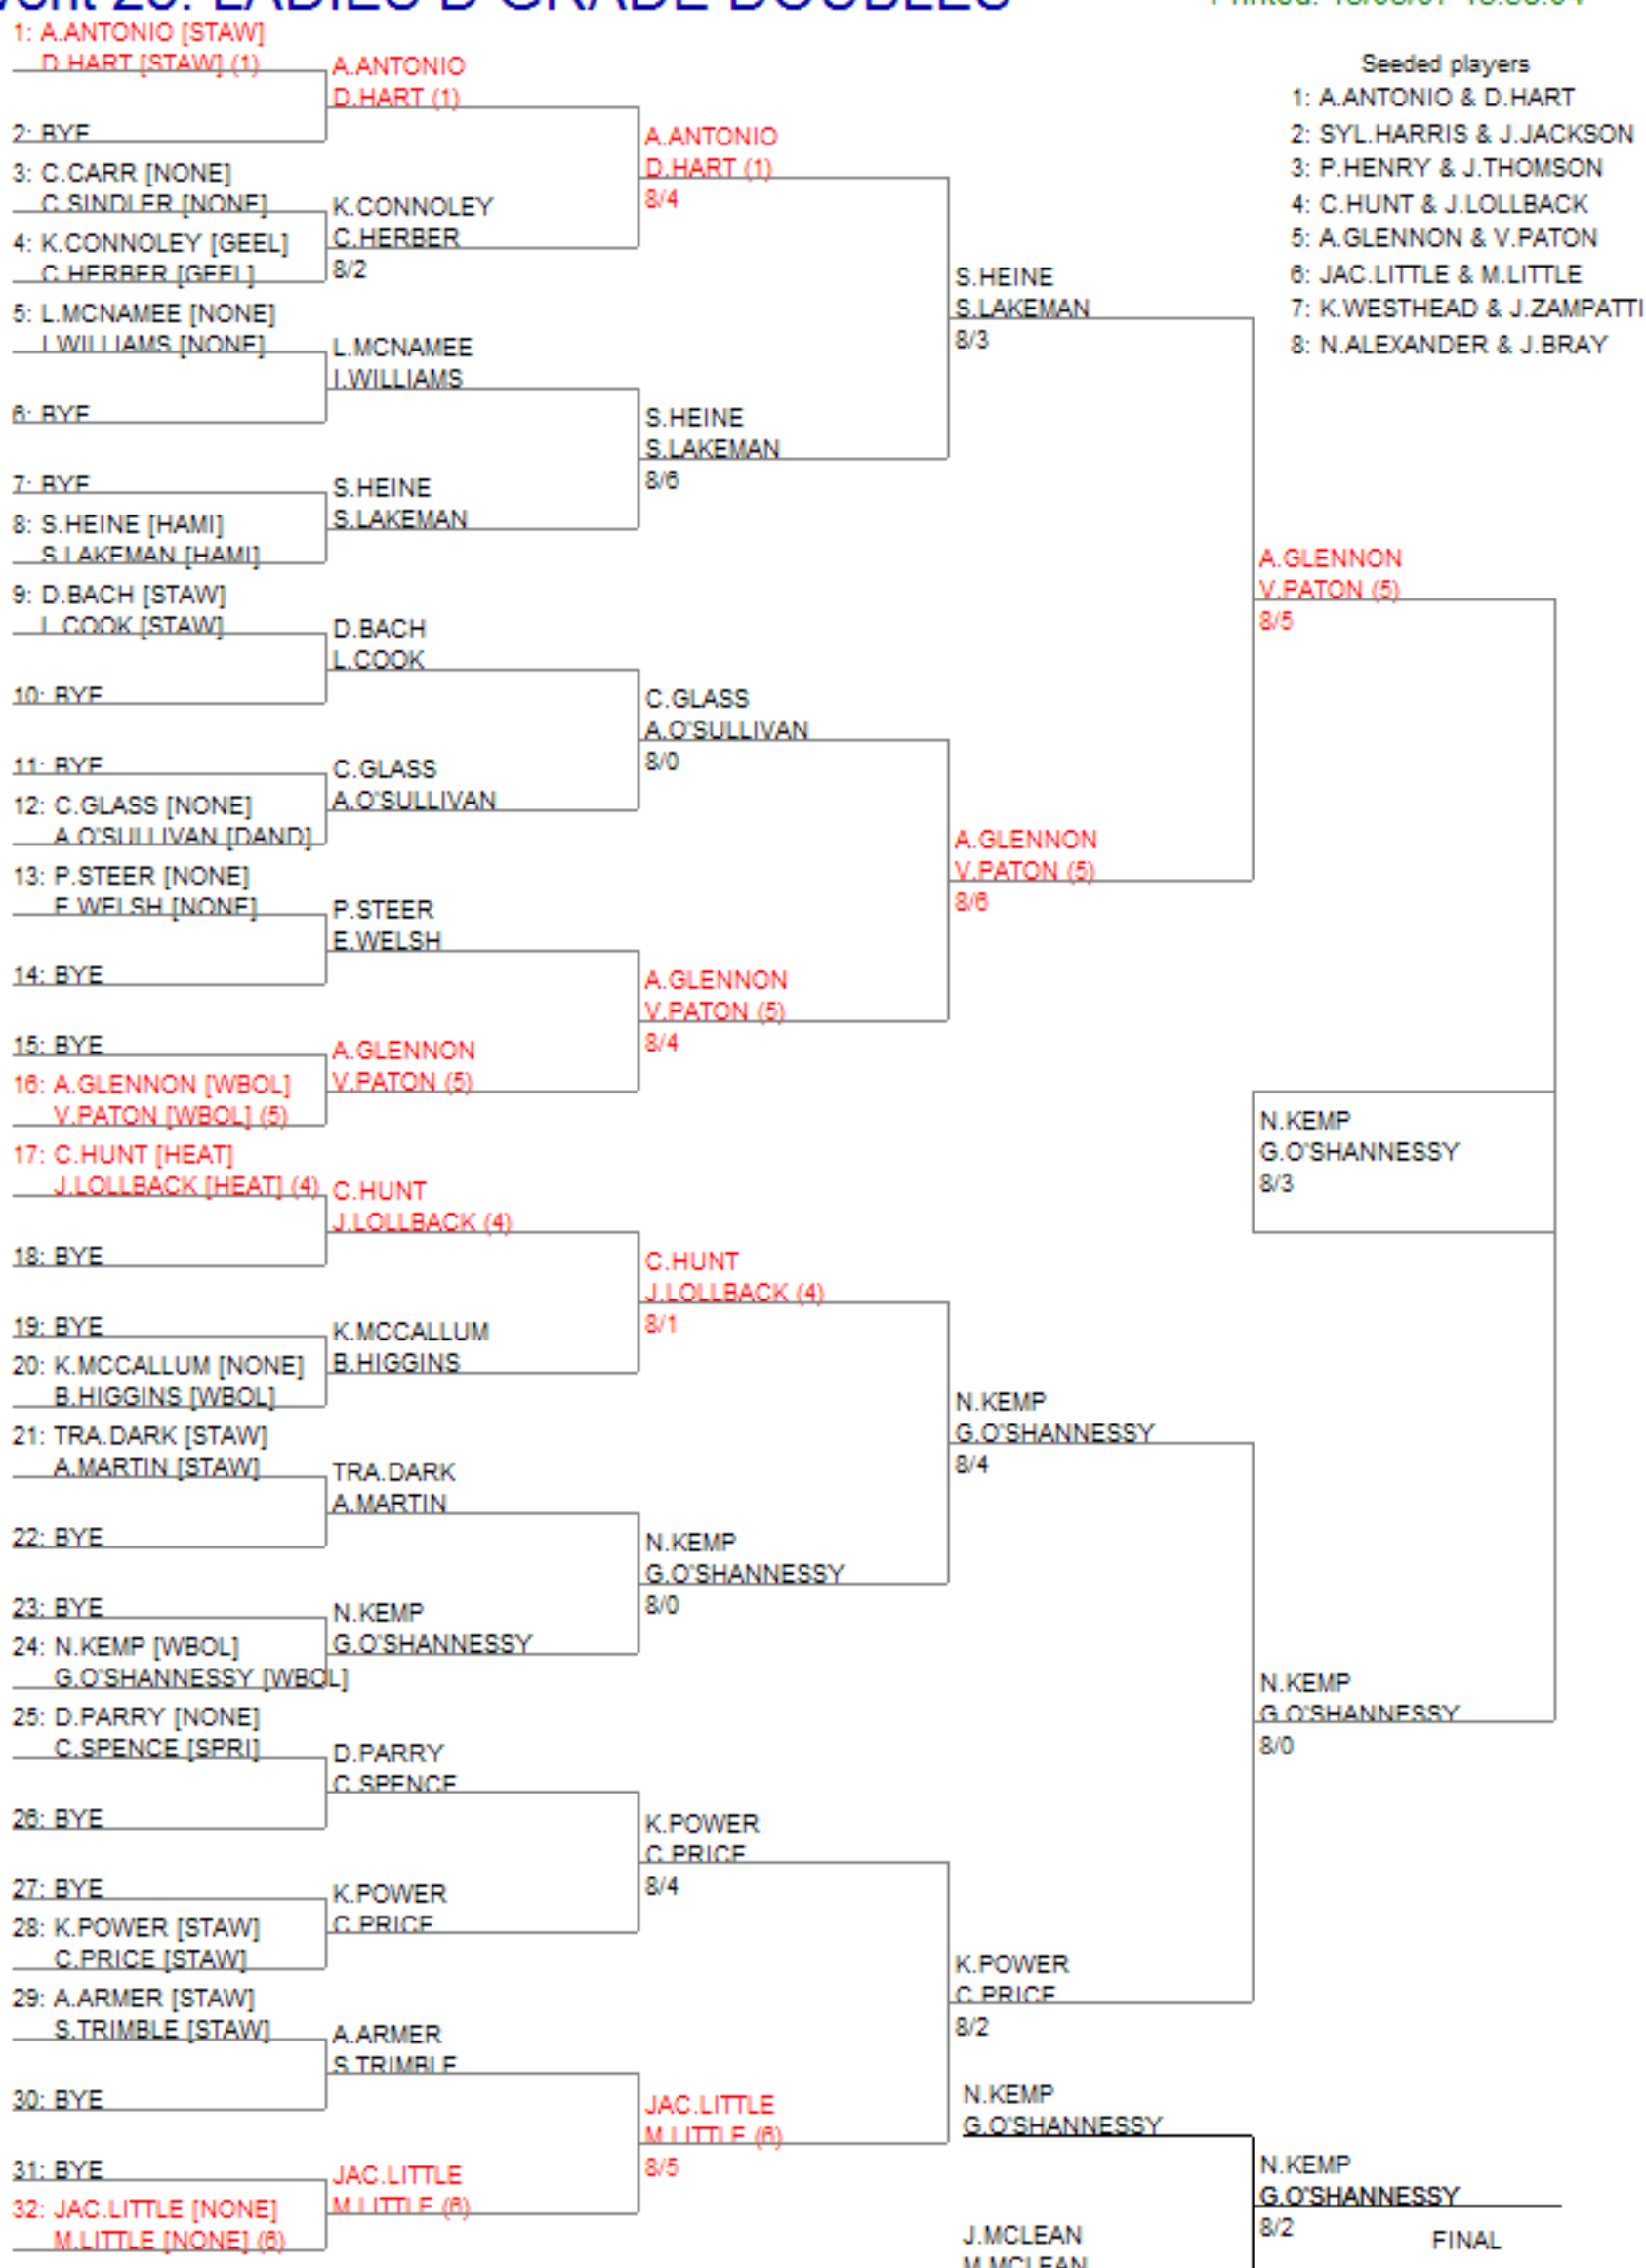 LADIES D GRADE DOUBLES
1: A.ANTONIO [STAW]
D.HART [STAW] (1)
2: BYE
3: C.CARR [NONE]
C.SINDLER [NONE]
4: K.CONNOLEY [GEEL]
C.HERBER [GEEL]
5: L.MCNAMEE [NONE]
I.WILLIAMS [NONE]
6: BYE
7: BYE
8: S.HEINE [HAMI]
S.LAKEMAN [HAMI]
9: D.BACH [STAW]
L.COOK [STAW]
10: BYE
11: BYE
12: C.GLASS [NONE]
A.O'SULLIVAN [DAND]
13: P.STEER [NONE]
E.WELSH [NONE]
14: BYE
15: BYE
16: A.GLENNON [WBOL]
V.PATON [WBOL] (5)
17: C.HUNT [HEAT]
J.LOLLBACK [HEAT] (4)
18: BYE
19: BYE
20: K.MCCALLUM [NONE]
B.HIGGINS [WBOL]
21: TRA.DARK [STAW]
A.MARTIN [STAW]
22: BYE
23: BYE
24: N.KEMP [WBOL]
G.O'SHANNESSY [WBOL]
25: D.PARRY [NONE]
C.SPENCE [SPRI]
26: BYE
27: BYE
28: K.POWER [STAW]
C.PRICE [STAW]
29: A.ARMER [STAW]
S.TRIMBLE [STAW]
30: BYE
31: BYE
32: JAC.LITTLE [NONE]
M.LITTLE [NONE] (6)
A.ANTONIO
D.HART (1)
K.CONNOLEY
C.HERBER
8/2
L.MCNAMEE
I.WILLIAMS
S.HEINE
S.LAKEMAN
D.BACH
L.COOK
C.GLASS
A.O'SULLIVAN
P.STEER
E.WELSH
A.GLENNON
V.PATON (5)
C.HUNT
J.LOLLBACK (4)
K.MCCALLUM
B.HIGGINS
TRA.DARK
A.MARTIN
N.KEMP
G.O'SHANNESSY
D.PARRY
C.SPENCE
K.POWER
C.PRICE
A.ARMER
S.TRIMBLE
JAC.LITTLE
M.LITTLE (6)
A.ANTONIO
D.HART (1)
8/4
S.HEINE
S.LAKEMAN
8/6
C.GLASS
A.O'SULLIVAN
8/0
A.GLENNON
V.PATON (5)
8/4
C.HUNT
J.LOLLBACK (4)
8/1
N.KEMP
G.O'SHANNESSY
8/0
K.POWER
C.PRICE
8/4
JAC.LITTLE
M.LITTLE (6)
8/5
S.HEINE
S.LAKEMAN
8/3
A.GLENNON
V.PATON (5)
8/6
N.KEMP
G.O'SHANNESSY
8/4
K.POWER
C.PRICE
8/2
N.KEMP
G.O'SHANNESSY
J.MCLEAN
M.MCLEAN
Seeded players
1: A.ANTONIO & D.HART
2: SYL.HARRIS & J.JACKSON
3: P.HENRY & J.THOMSON
4: C.HUNT & J.LOLLBACK
5: A.GLENNON & V.PATON
6: JAC.LITTLE & M.LITTLE
7: K.WESTHEAD & J.ZAMPATTI
8: N.ALEXANDER & J.BRAY
A.GLENNON
V.PATON (5)
8/5
N.KEMP
G.O'SHANNESSY
8/3
N.KEMP
G.O'SHANNESSY
8/0
N.KEMP
G.O'SHANNESSY
8/2
FINAL